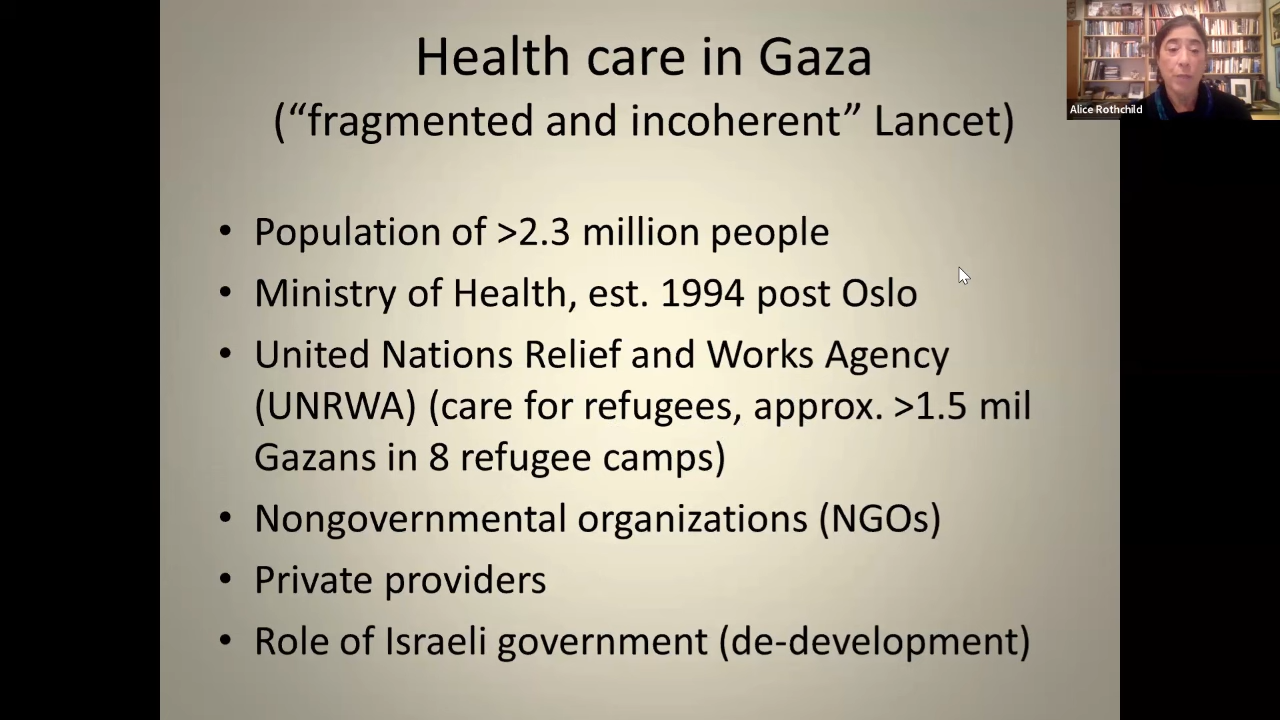 Health care in Gaza
(“fragmented and incoherent” Lancet)
Alice Rothchild
• Population of >2.3 million people
• Ministry of Health, est. 1994 post Oslo
• United Nations Relief and Works Agency
(UNRWA) (care for refugees, approx. >1.5 mil
Gazans in 8 refugee camps)
• Nongovernmental organizations (NGOs)
• Private providers
• Role of Israeli government (de-development)